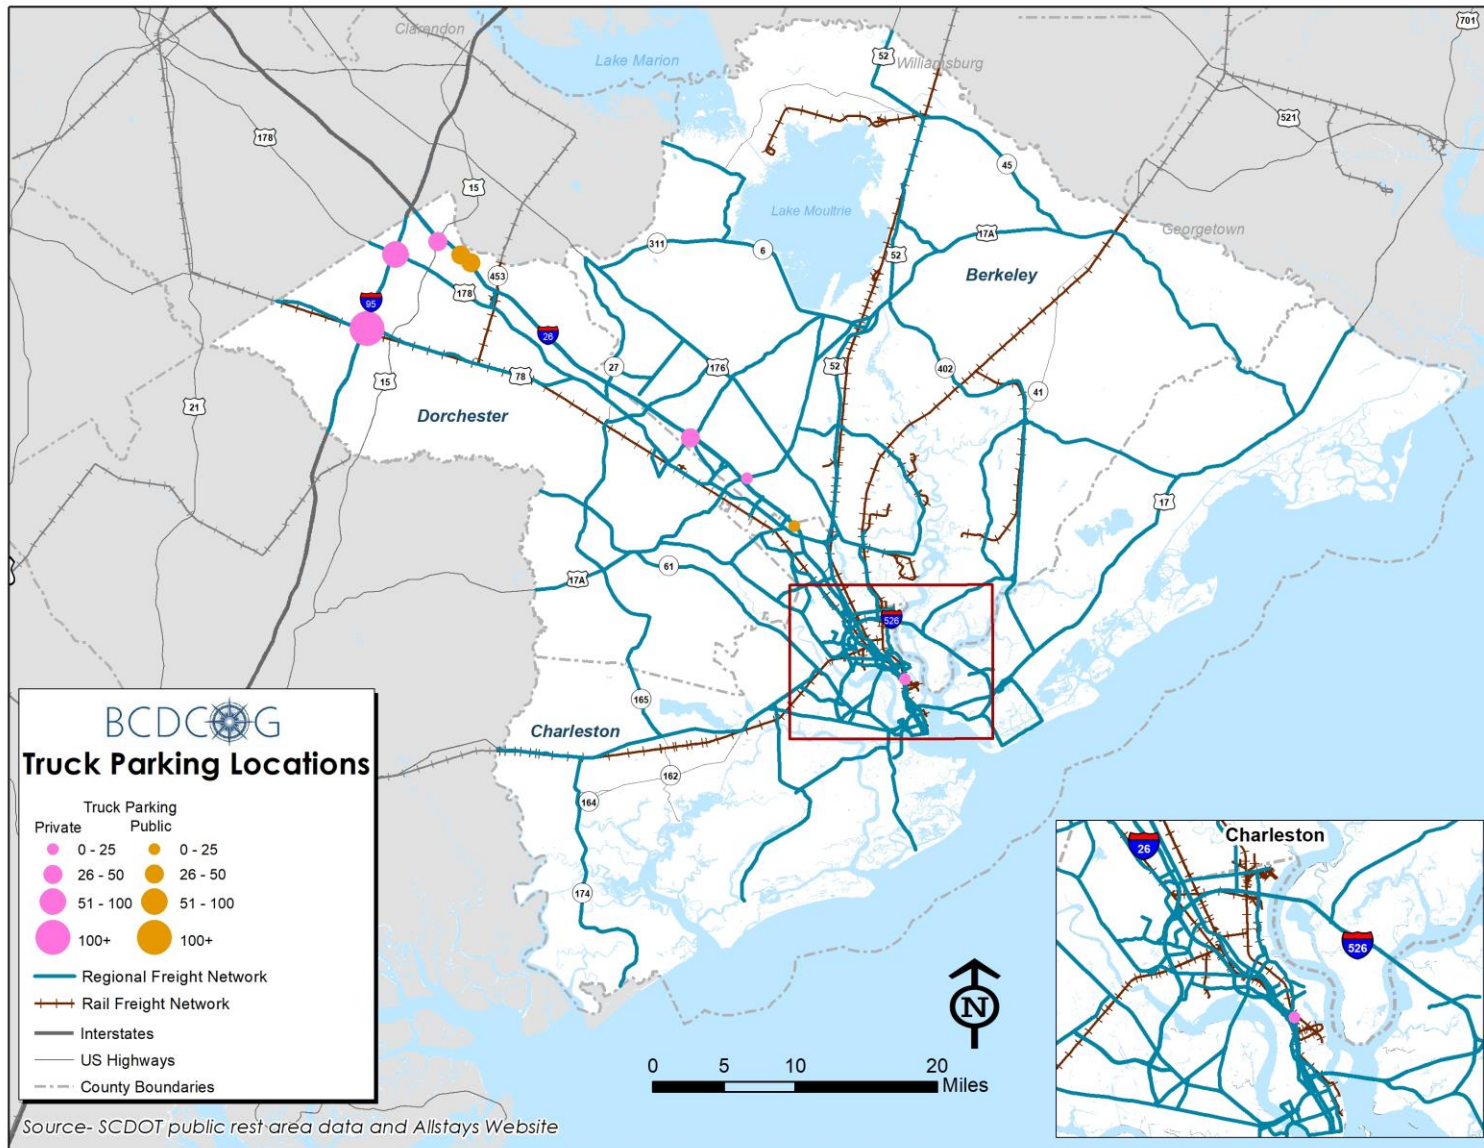 Clarendon
Lake Marion
52
Williamsburg
701
178
521
15
45
Lake Moultrie
17A
Georgetown
311
6
52
Berkeley
453
178
95
26
27
176
52
402
41
78
15
21
Dorchester
17
61
17A
526
165
Charleston
162
164
174
BCDCOG
Truck Parking Locations
Truck Parking
Private Public
0 - 25 0 - 25
26 - 50 26 - 50
51 - 100 51 - 100
100+ 100+
Regional Freight Network
Rail Freight Network
Interstates
US Highways
County Boundaries
Source- SCDOT public rest area data and Allstays Website
N
0 5 10 20
Miles
Charleston
26
526